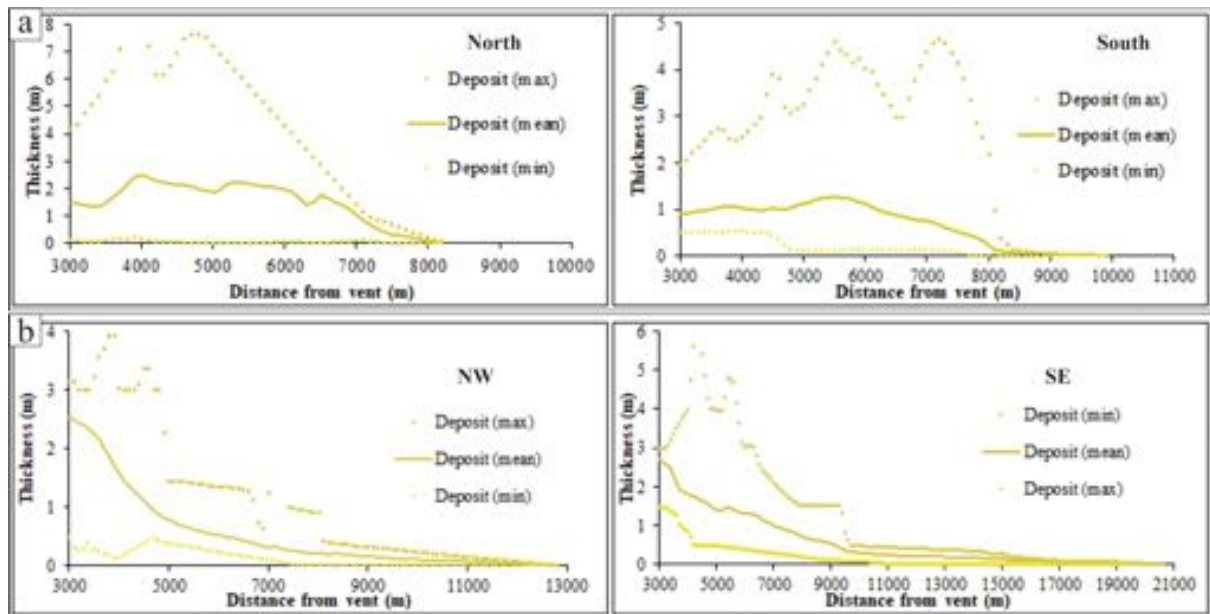 a
North
Deposit (max)
Deposit (mean)
Deposit (min)
Thickness (m)
8
7
6
5
4
3
2
1
0
3000 4000 5000 6000 7000 8000 9000 10000
Distance from vent (m)
South
Deposit (max)
Deposit (mean)
Deposit (min)
Thickness (m)
5
4
3
2
1
0
3000 4000 5000 6000 7000 8000 9000 10000 11000
Distance from vent (m)
b
NW
Deposit (max)
Deposit (mean)
Deposit (min)
Thickness (m)
4
3
2
1
0
3000 5000 7000 9000 11000 13000
Distance from vent (m)
SE
Deposit (min)
Deposit (mean)
Deposit (max)
Thickness (m)
6
5
4
3
2
1
0
3000 5000 7000 9000 11000 13000 15000 17000 19000 21000
Distance from vent (m)